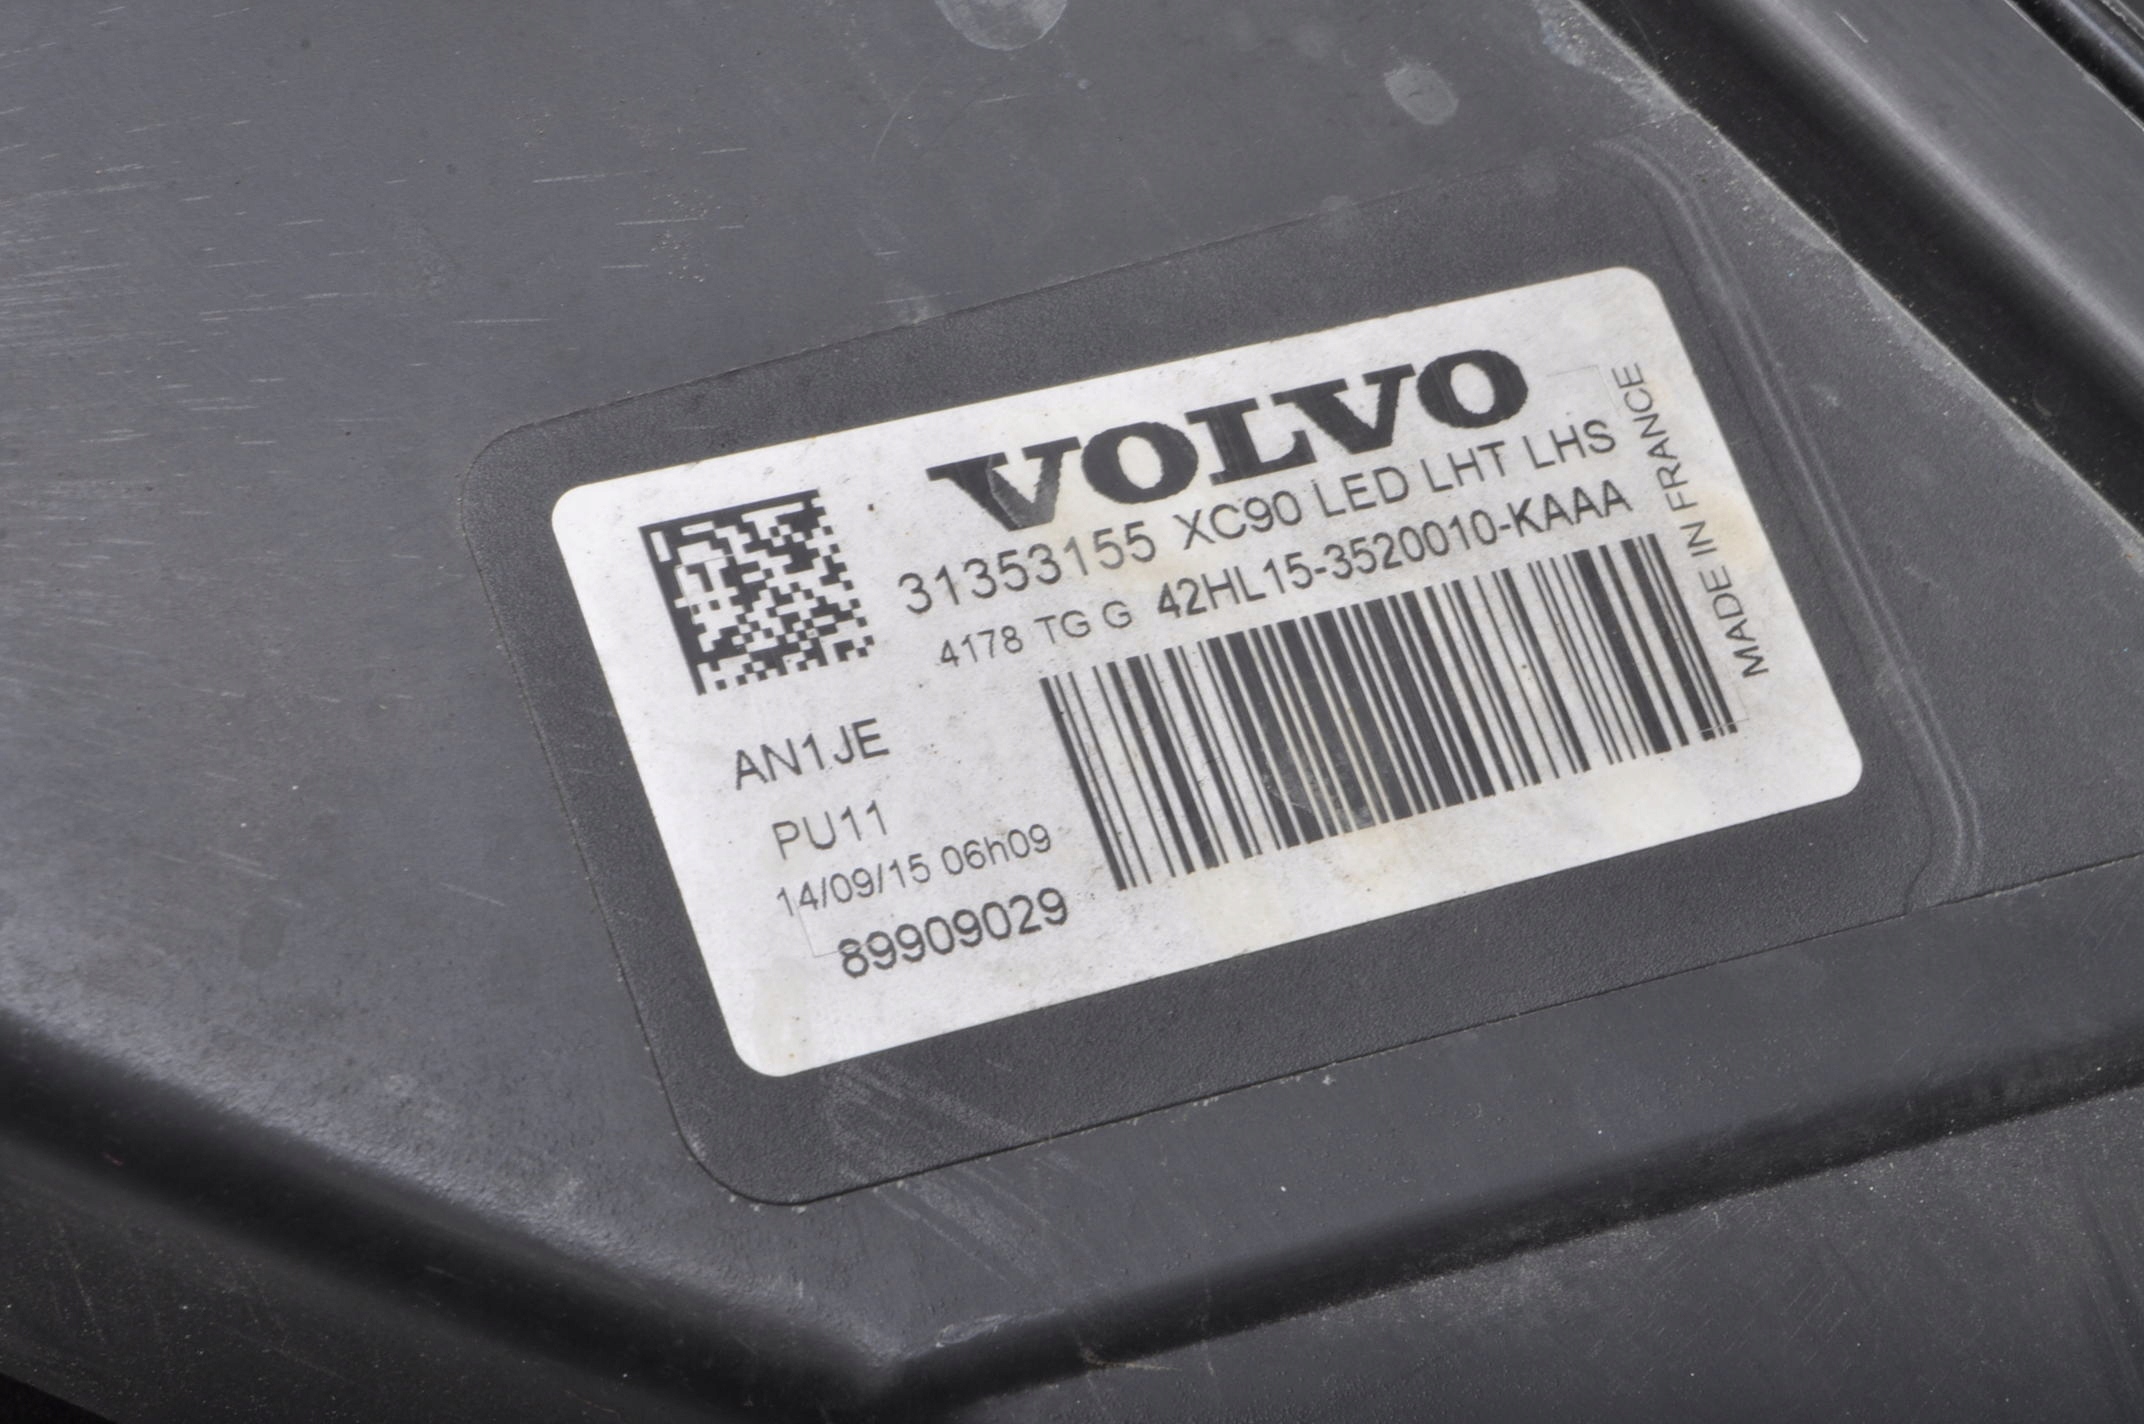 VOLVO
31353155 XC90 LED LHT LHS
4178 TG G 42HL15-3520010-KAAA
MADE IN FRANCE
AN1JE
PU11
14/09/15 06h09
89909029